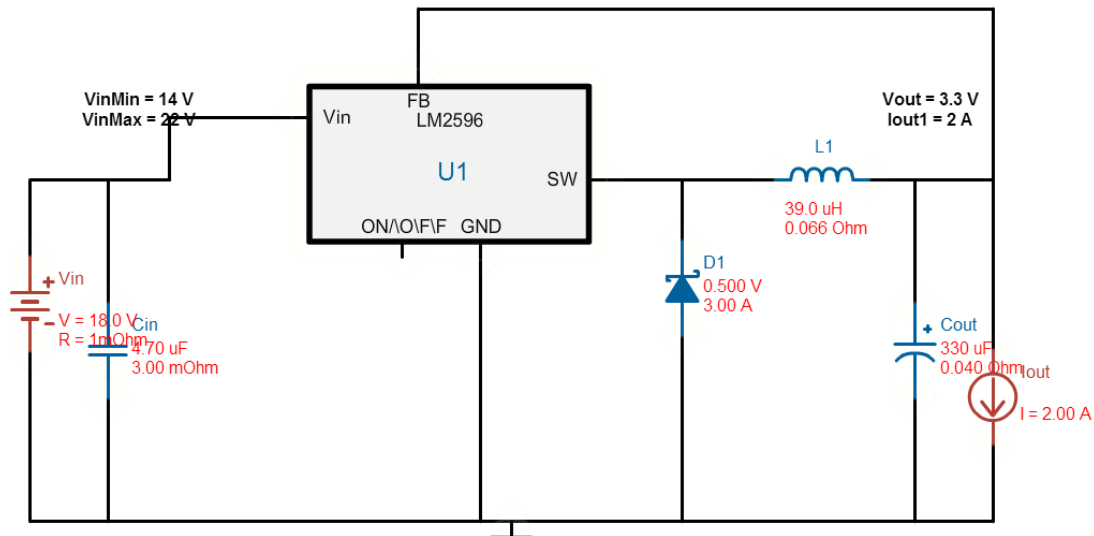 VinMin = 14 V
VinMax = 22 V
FB
LM2596
Vin
U1
SW
ON/\O\F\F
GND
Vout = 3.3 V
Iout1 = 2 A
L1
39.0 uH
0.066 Ohm
D1
0.500 V
3.00 A
Vin
V = 18.0 V
R = 1mOhm
Cin
4.70 uF
3.00 mOhm
Cout
330 uF
0.040 Ohm
Iout
I = 2.00 A